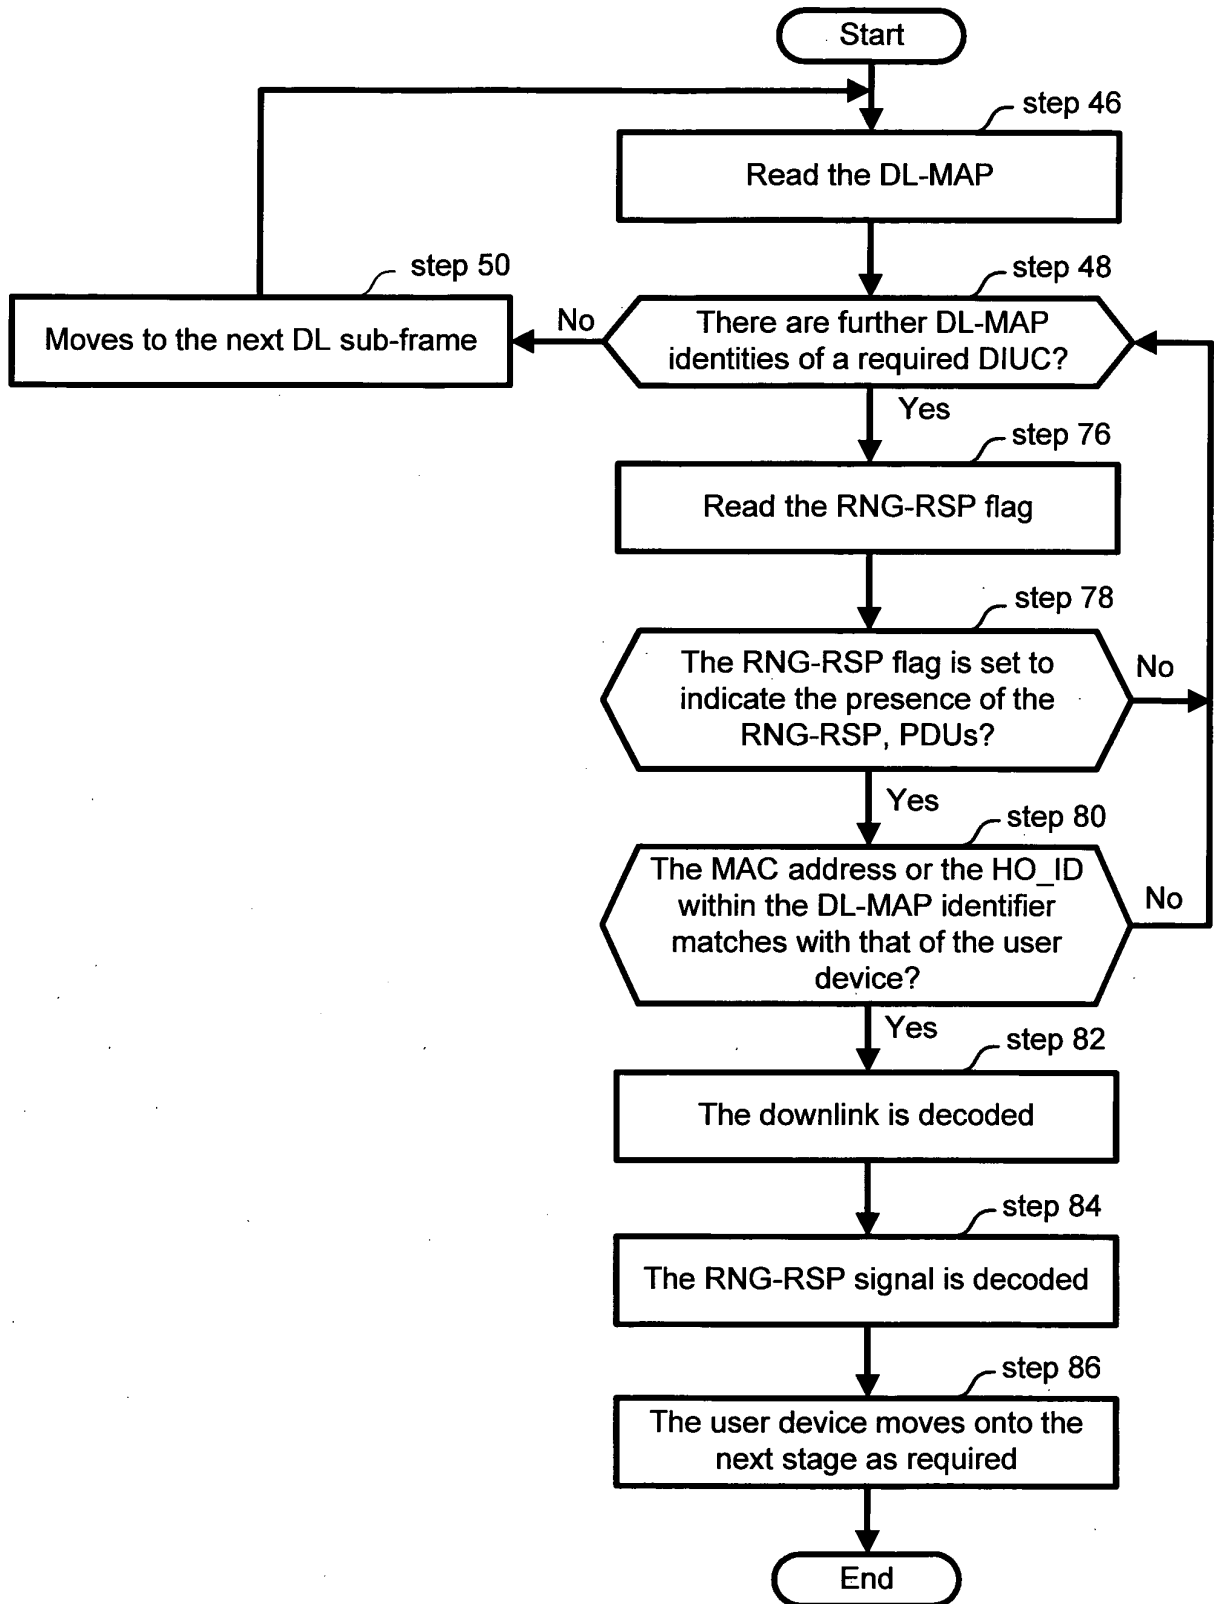 Start
step 46
Read the DL-MAP
step 50
step 48
Moves to the next DL sub-frame
No
There are further DL-MAP
identities of a required DIUC?
Yes
step 76
Read the RNG-RSP flag
step 78
The RNG-RSP flag is set to
indicate the presence of the
RNG-RSP, PDUs?
No
Yes
step 80
The MAC address or the HO_ID
within the DL-MAP identifier
matches with that of the user
device?
No
Yes
step 82
The downlink is decoded
step 84
The RNG-RSP signal is decoded
step 86
The user device moves onto the
next stage as required
End